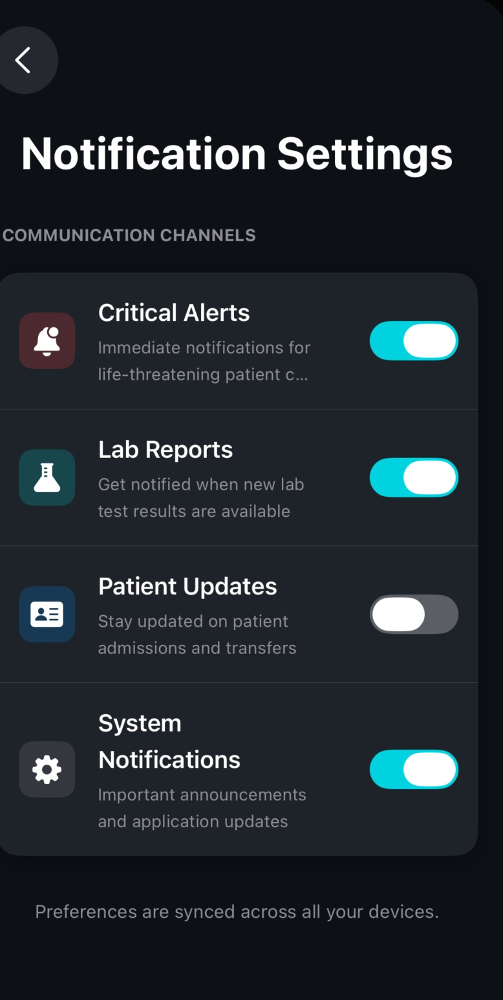 Notification Settings
COMMUNICATION CHANNELS
Critical Alerts
Immediate notifications for
life-threatening patient c...
Lab Reports
Get notified when new lab
test results are available
Patient Updates
Stay updated on patient
admissions and transfers
System
Notifications
Important announcements
and application updates
Preferences are synced across all your devices.